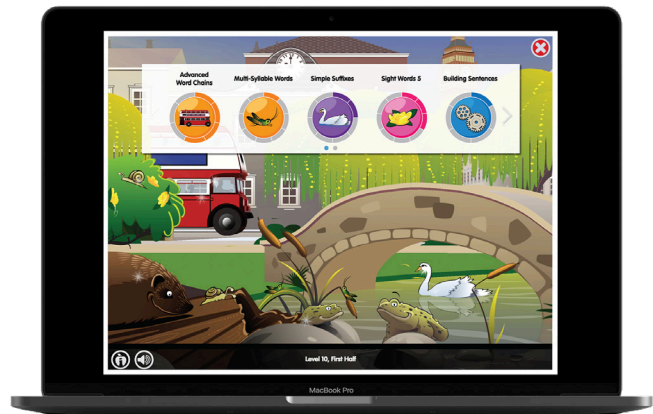 Advanced
Word Chains
Multi-Syllable Words
Simple Suffixes
Sight Words 5
Building Sentences
Level 10, First Half
MacBook Pro